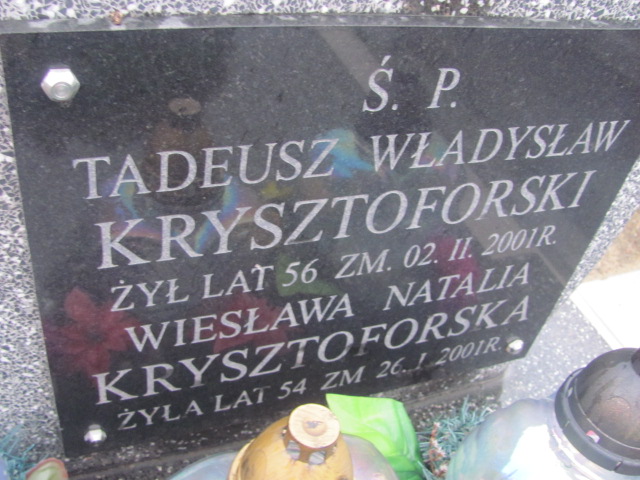 Ś. P.
TADEUSZ WŁADYSŁAW
KRYSZTOFORSKI
ŻYŁ LAT 56 ZM. 02. II. 2001R.
WIESŁAWA NATALIA
KRYSZTOFORSKA
ŻYŁA LAT 54 ZM 26. I. 2001R.